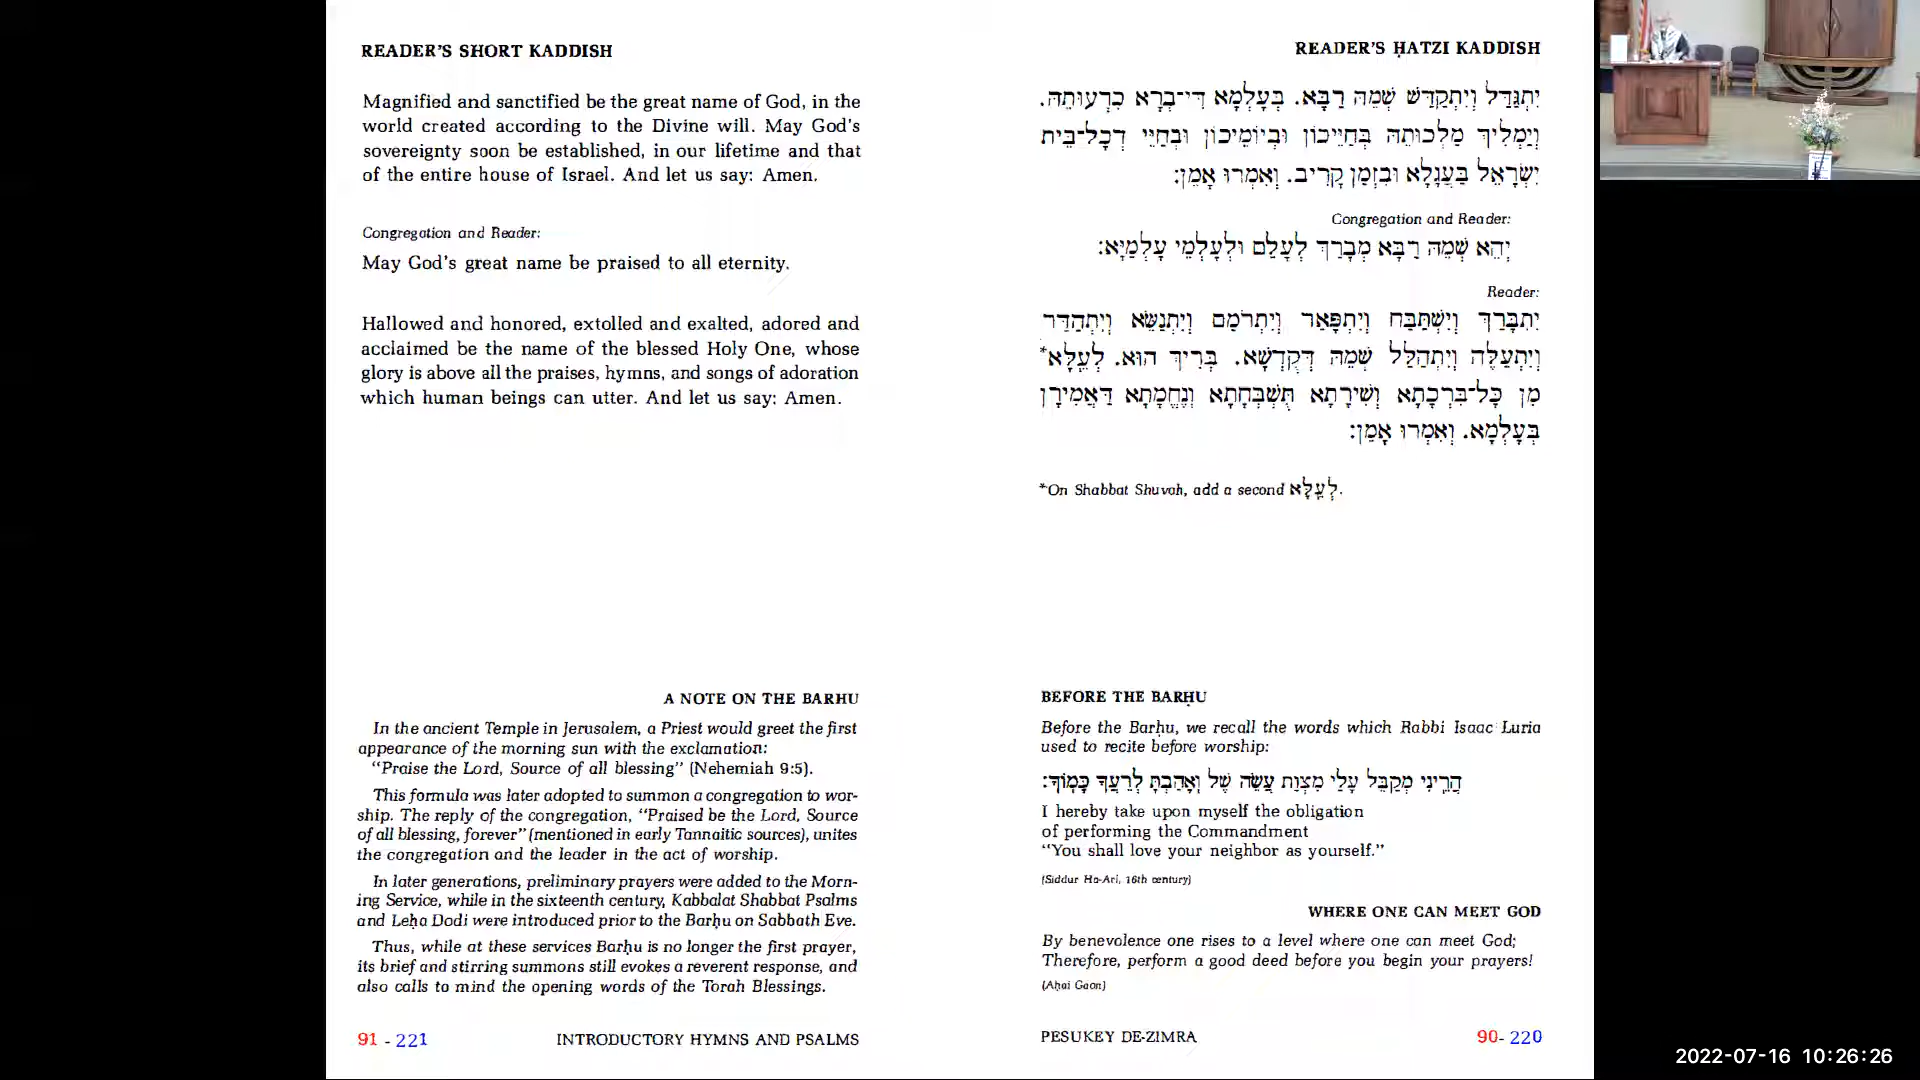 READER'S SHORT KADDISH
Magnified and sanctified be the great name of God, in the
world created according to the Divine will. May God's
sovereignty soon be established, in our lifetime and that
of the entire house of Israel. And let us say: Amen.
Congregation and Reader:
May God's great name be praised to all eternity.
Hallowed and honored, extolled and exalted, adored and
acclaimed be the name of the blessed Holy One, whose
glory is above all the praises, hymns, and songs of adoration
which human beings can utter. And let us say: Amen.
A NOTE ON THE BARHU
In the ancient Temple in Jerusalem, a Priest would greet the first
appearance of the morning sun with the exclamation:
"Praise the Lord, Source of all blessing" (Nehemiah 9:5).
This formula was later adopted to summon a congregation to wor-
ship. The reply of the congregation, "Praised be the Lord, Source
of all blessing, forever" (mentioned in early Tannaitic sources), unites
the congregation and the leader in the act of worship.
In later generations, preliminary prayers were added to the Morn-
ing Service, while in the sixteenth century, Kabbalat Shabbat Psalms
and Leḥa Dodi were introduced prior to the Barḥu on Sabbath Eve.
Thus, while at these services Barḥu is no longer the first prayer,
its brief and stirring summons still evokes a reverent response, and
also calls to mind the opening words of the Torah Blessings.
91 - 221 INTRODUCTORY HYMNS AND PSALMS
READER'S ḤATZI KADDISH
יִתְגַּדַּל וְיִתְקַדַּשׁ שְׁמֵהּ רַבָּא. בְּעָלְמָא דִּי־בְרָא כִרְעוּתֵהּ.
וְיַמְלִיךְ מַלְכוּתֵהּ בְּחַיֵּיכוֹן וּבְיוֹמֵיכוֹן וּבְחַיֵּי דְכָל־בֵּית
יִשְׂרָאֵל בַּעֲגָלָא וּבִזְמַן קָרִיב. וְאִמְרוּ אָמֵן:
Congregation and Reader:
יְהֵא שְׁמֵהּ רַבָּא מְבָרַךְ לְעָלַם וּלְעָלְמֵי עָלְמַיָּא:
Reader:
יִתְבָּרַךְ וְיִשְׁתַּבַּח וְיִתְפָּאַר וְיִתְרֹמַם וְיִתְנַשֵּׂא וְיִתְהַדַּר
וְיִתְעַלֶּה וְיִתְהַלַּל שְׁמֵהּ דְּקֻדְשָׁא. בְּרִיךְ הוּא. לְעֵלָּא*
מִן כָּל־בִּרְכָתָא וְשִׁירָתָא תֻּשְׁבְּחָתָא וְנֶחֱמָתָא דַּאֲמִירָן
בְּעָלְמָא. וְאִמְרוּ אָמֵן:
*On Shabbat Shuvah, add a second לְעֵלָּא.
BEFORE THE BARḤU
Before the Barḥu, we recall the words which Rabbi Isaac Luria
used to recite before worship:
הֲרֵינִי מְקַבֵּל עָלַי מִצְוַת עֲשֵׂה שֶׁל וְאָהַבְתָּ לְרֵעֲךָ כָּמוֹךָ:
I hereby take upon myself the obligation
of performing the Commandment
"You shall love your neighbor as yourself."
(Siddur Ha-Ari, 16th century)
WHERE ONE CAN MEET GOD
By benevolence one rises to a level where one can meet God;
Therefore, perform a good deed before you begin your prayers!
(Aḥai Gaon)
PESUKEY DE-ZIMRA 90- 220
2022-07-16 10:26:26